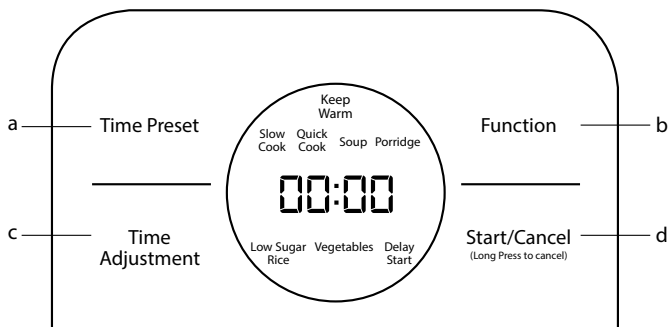 Keep
Warm
a Time Preset
Slow
Cook
Quick
Cook
Soup Porridge
Function b
00:00
c Time
Adjustment
Low Sugar
Rice
Vegetables
Delay
Start
Start/Cancel d
(Long Press to cancel)